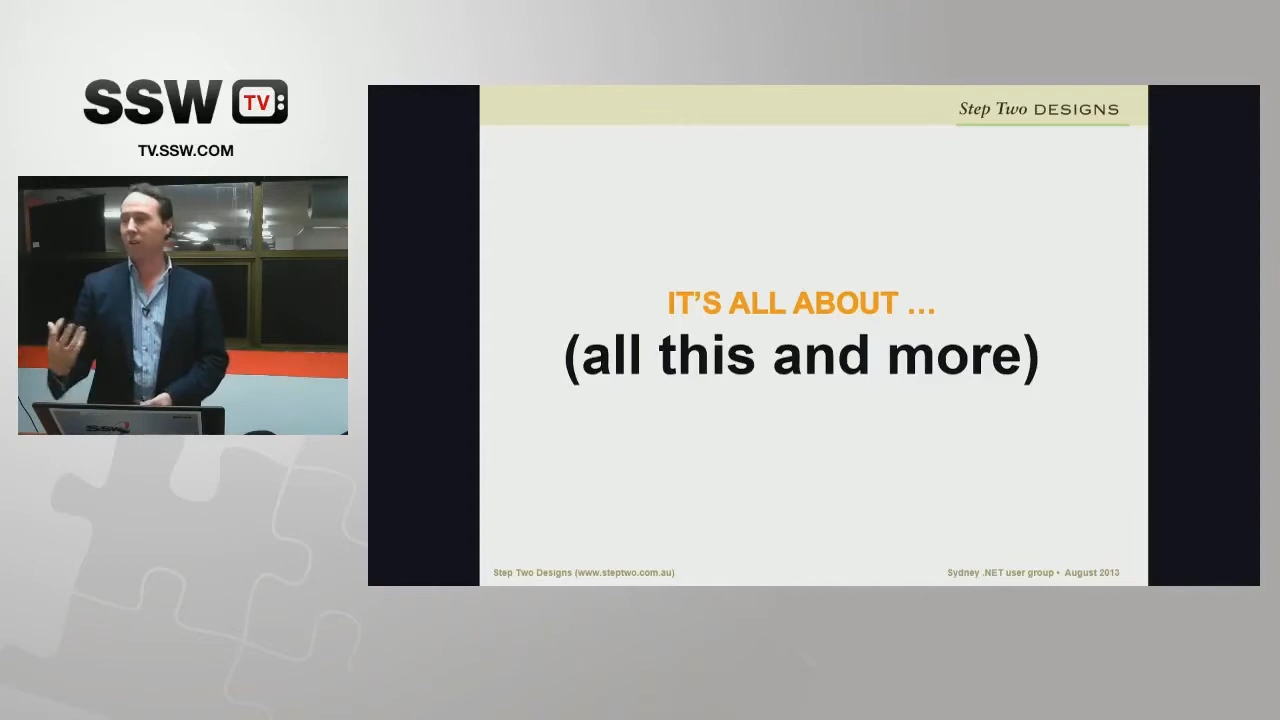 SSW TV
TV.SSW.COM
Step Two DESIGNS
IT'S ALL ABOUT …
(all this and more)
SSW
Step Two Designs (www.steptwo.com.au)
Sydney .NET user group • August 2013